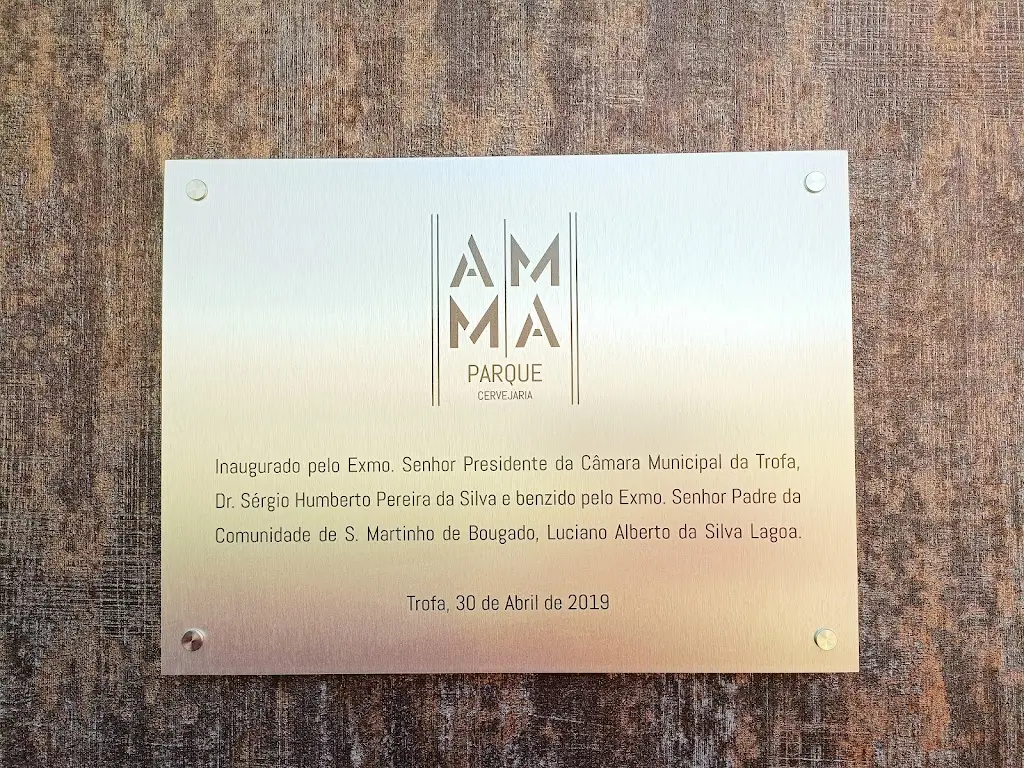 AM
MA
PARQUE
CERVEJARIA
Inaugurado pelo Exmo. Senhor Presidente da Câmara Municipal da Trofa,
Dr. Sérgio Humberto Pereira da Silva e benzido pelo Exmo. Senhor Padre da
Comunidade de S. Martinho de Bougado, Luciano Alberto da Silva Lagoa.
Trofa, 30 de Abril de 2019